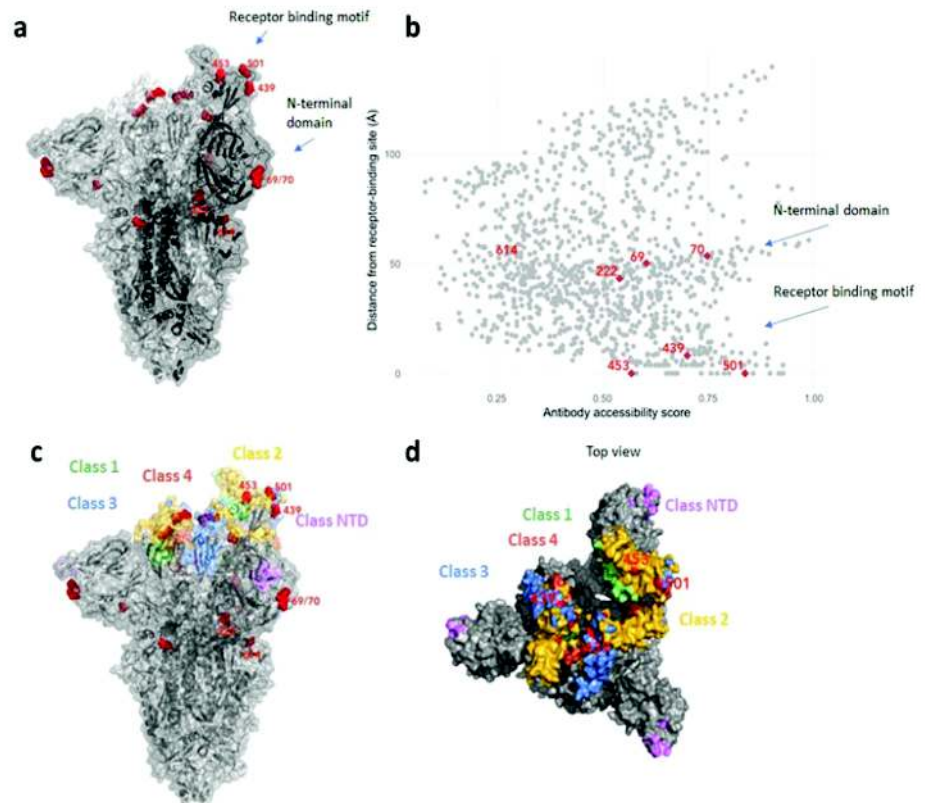 a
Receptor binding motif
453
501
439
N-terminal
domain
69/70
b
Distance from receptor-binding site (Å)
100
50
0
614
222
69
70
453
439
501
N-terminal domain
Receptor binding motif
0.25
0.50
0.75
1.00
Antibody accessibility score
c
Class 1
Class 4
Class 2
Class 3
453
501
439
Class NTD
69/70
d
Top view
Class 1
Class NTD
Class 4
Class 3
453
501
Class 2